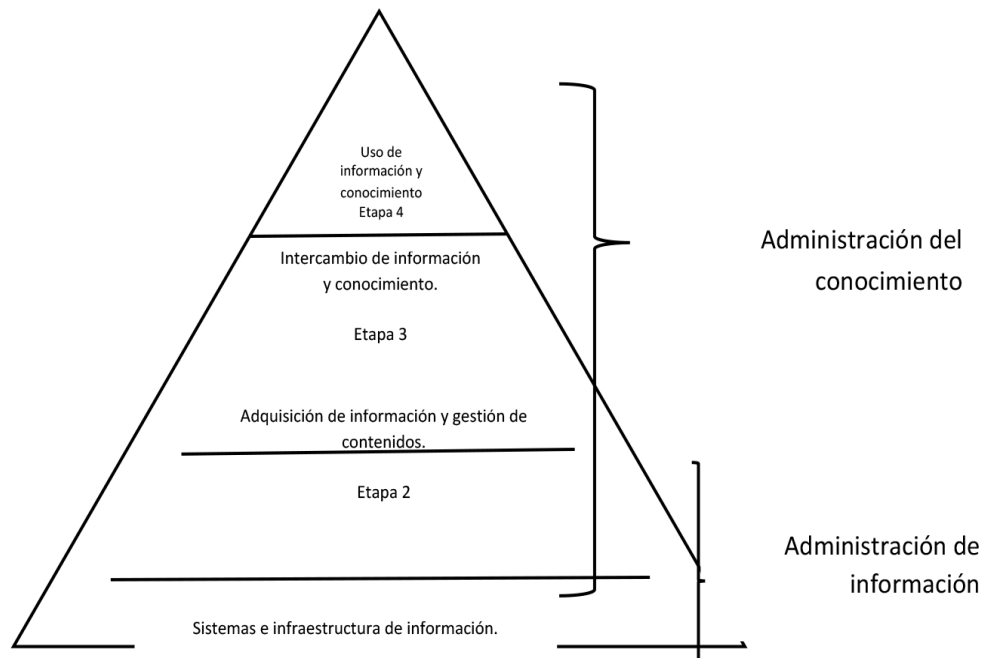 Uso de
información y
conocimiento
Etapa 4
Intercambio de información
y conocimiento.
Etapa 3
Adquisición de información y gestión de
contenidos.
Etapa 2
Sistemas e infraestructura de información.
Administración del
conocimiento
Administración de
información